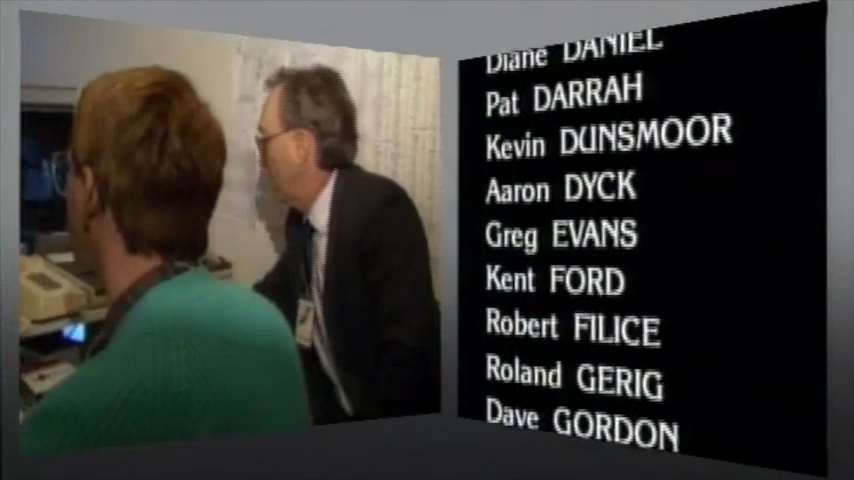 Diane DANIEL
Pat DARRAH
Kevin DUNSMOOR
Aaron DYCK
Greg EVANS
Kent FORD
Robert FILICE
Roland GERIG
Dave GORDON